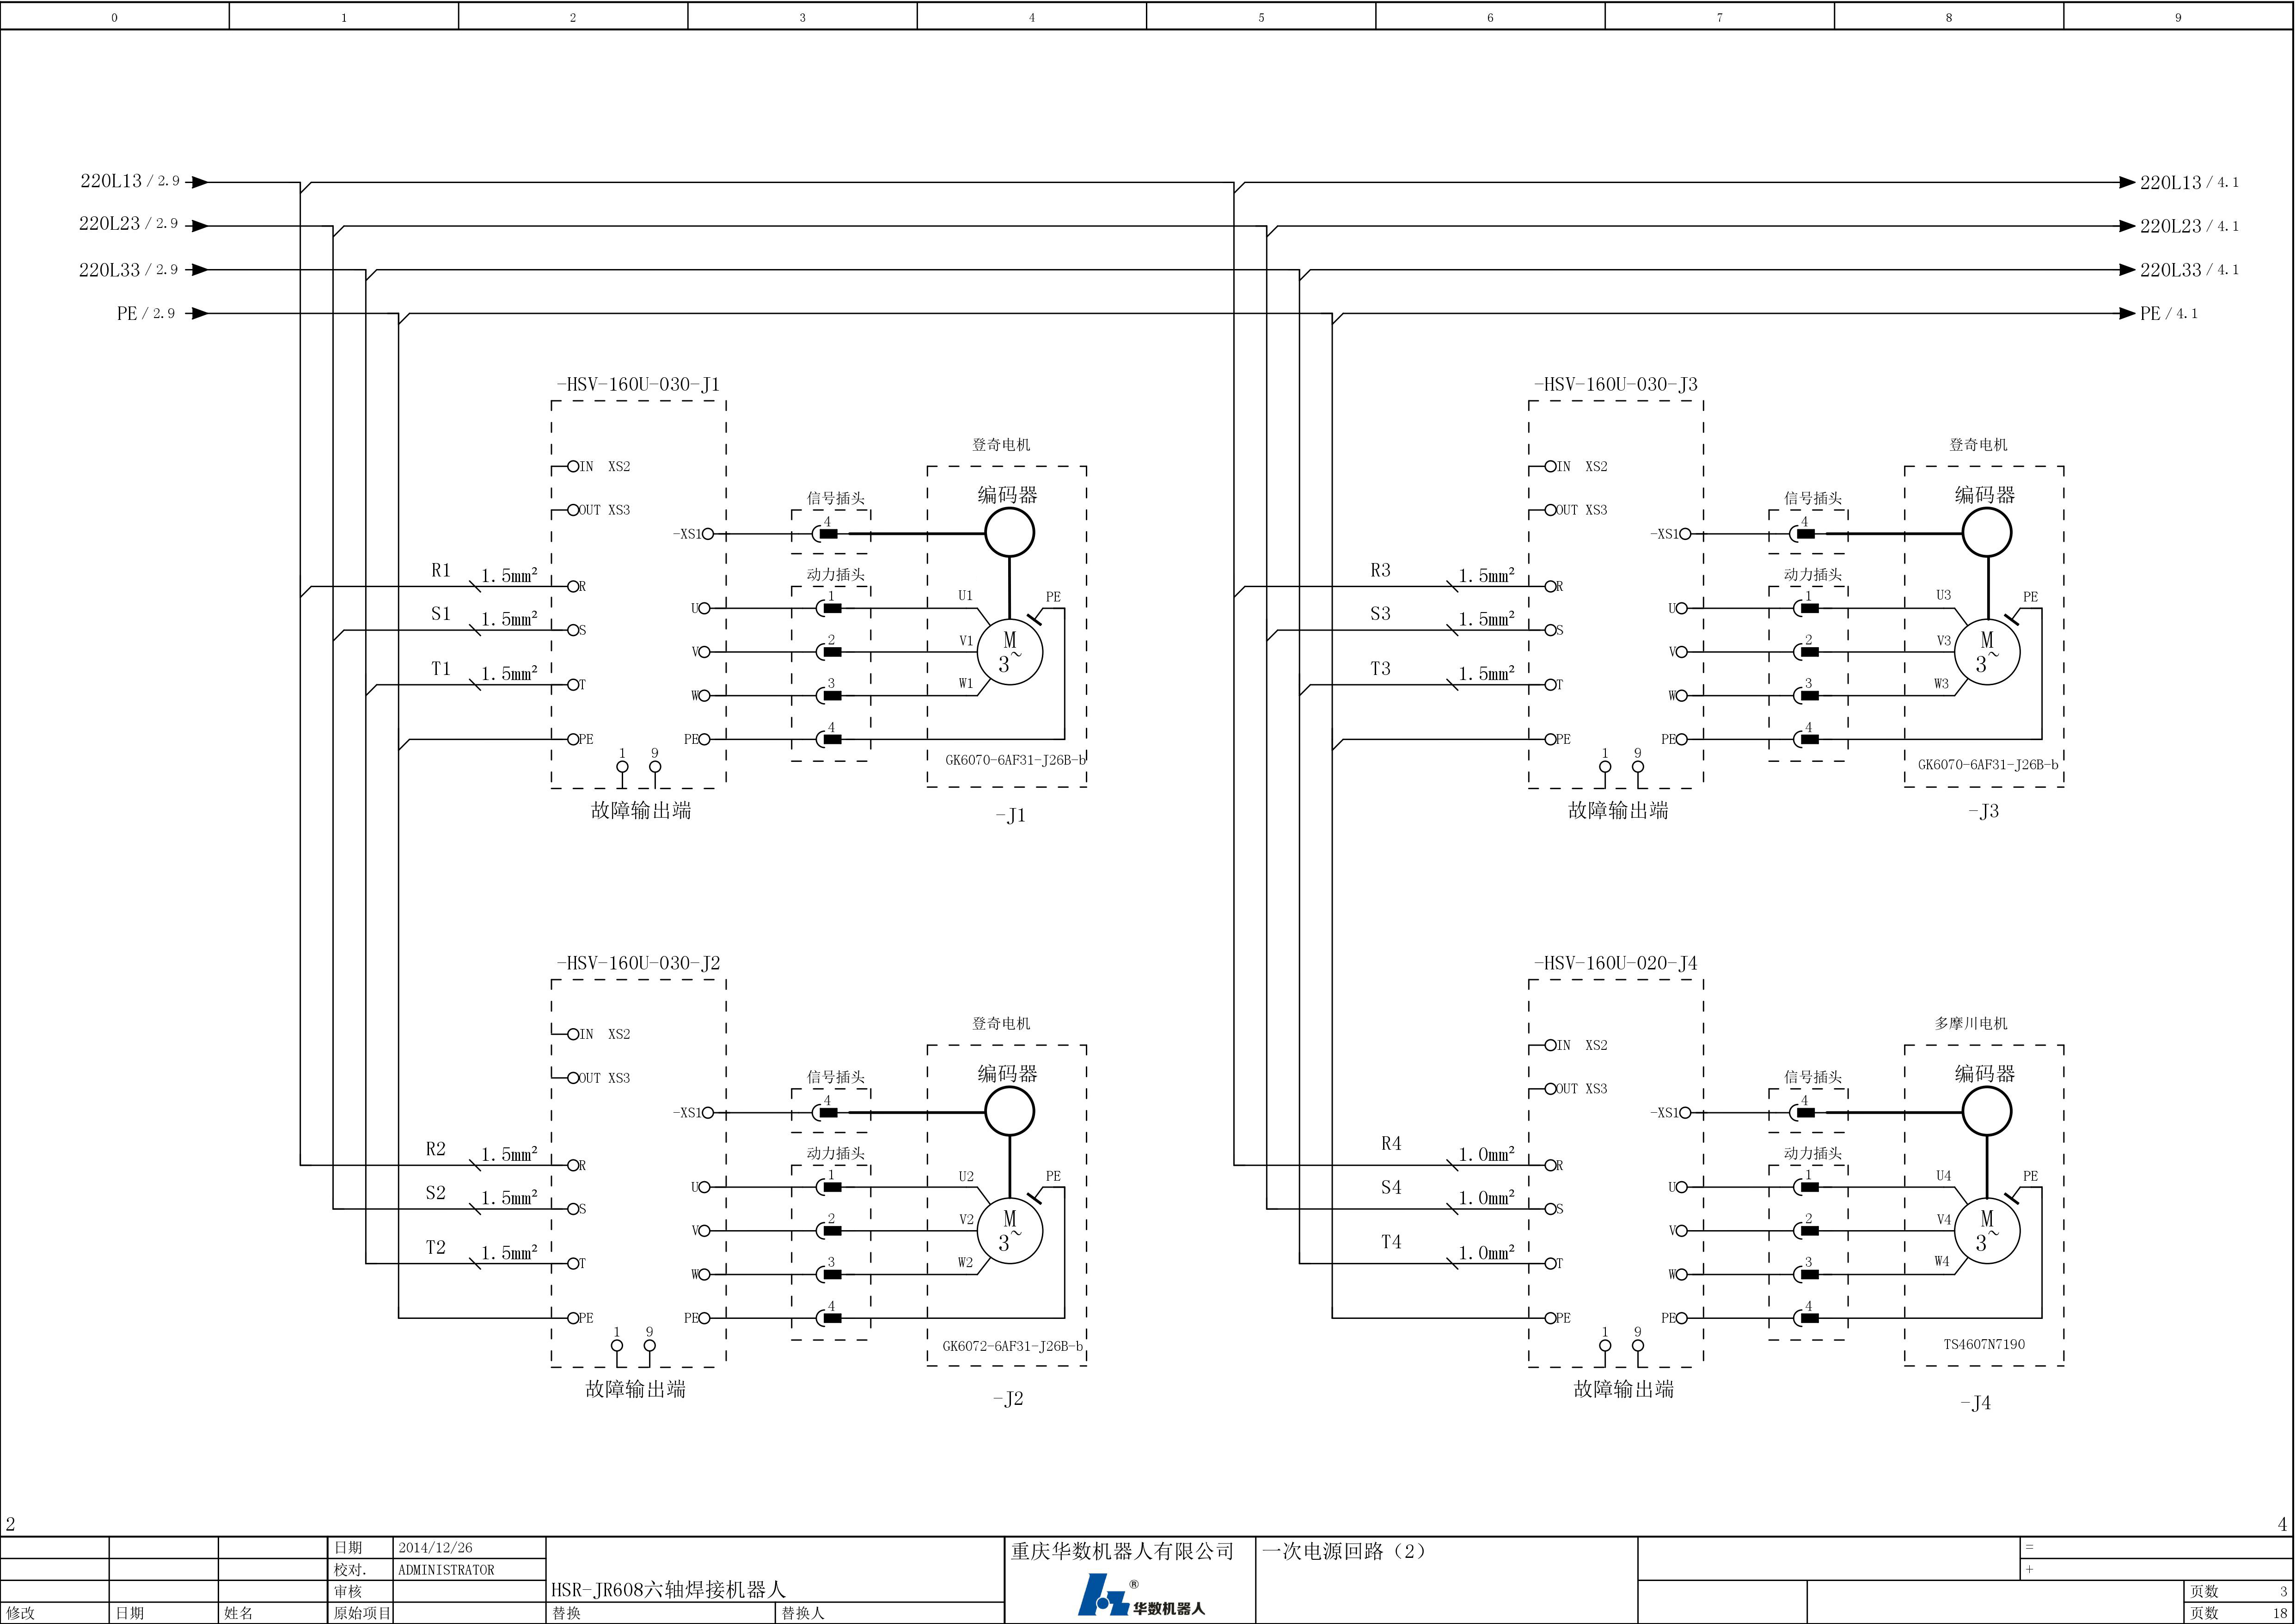 0 1 2 3 4 5 6 7 8 9
220L13 / 2.9
220L13 / 4.1
220L23 / 2.9
220L23 / 4.1
220L33 / 2.9
220L33 / 4.1
PE / 2.9
PE / 4.1
-HSV-160U-030-J1
登奇电机
IN XS2
编码器
信号插头
OUT XS3
4
-XS1
R1 1.5mm²
R
动力插头
1
U
U1
PE
S1 1.5mm²
S
2
V
V1
M
3~
T1 1.5mm²
T
3
W
W1
4
PE
PE
1 9
GK6070-6AF31-J26B-b
故障输出端
-J1
-HSV-160U-030-J3
登奇电机
IN XS2
编码器
信号插头
OUT XS3
4
-XS1
R3 1.5mm²
R
动力插头
1
U
U3
PE
S3 1.5mm²
S
2
V
V3
M
3~
T3 1.5mm²
T
3
W
W3
4
PE
PE
1 9
GK6070-6AF31-J26B-b
故障输出端
-J3
-HSV-160U-030-J2
登奇电机
IN XS2
编码器
信号插头
OUT XS3
4
-XS1
R2 1.5mm²
R
动力插头
1
U
U2
PE
S2 1.5mm²
S
2
V
V2
M
3~
T2 1.5mm²
T
3
W
W2
4
PE
PE
1 9
GK6072-6AF31-J26B-b
故障输出端
-J2
-HSV-160U-020-J4
多摩川电机
IN XS2
编码器
信号插头
OUT XS3
4
-XS1
R4 1.0mm²
R
动力插头
1
U
U4
PE
S4 1.0mm²
S
2
V
V4
M
3~
T4 1.0mm²
T
3
W
W4
4
PE
PE
1 9
TS4607N7190
故障输出端
-J4
2
4
日期 2014/12/26
校对. ADMINISTRATOR
审核
修改 日期 姓名 原始项目
HSR-JR608六轴焊接机器人
替换 替换人
重庆华数机器人有限公司
®
华数机器人
一次电源回路（2）
=
+
页数 3
页数 18